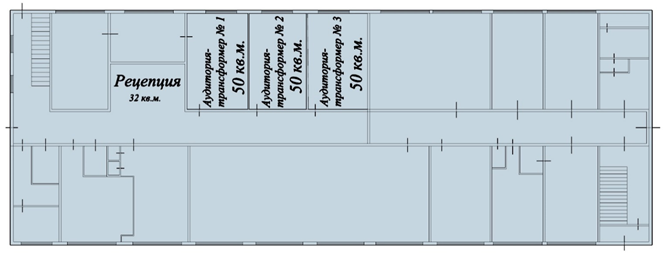 Рецепция
32 кв.м.
Аудитория-
трансформер № 1
50 кв.м.
Аудитория-
трансформер № 2
50 кв.м.
Аудитория-
трансформер № 3
50 кв.м.